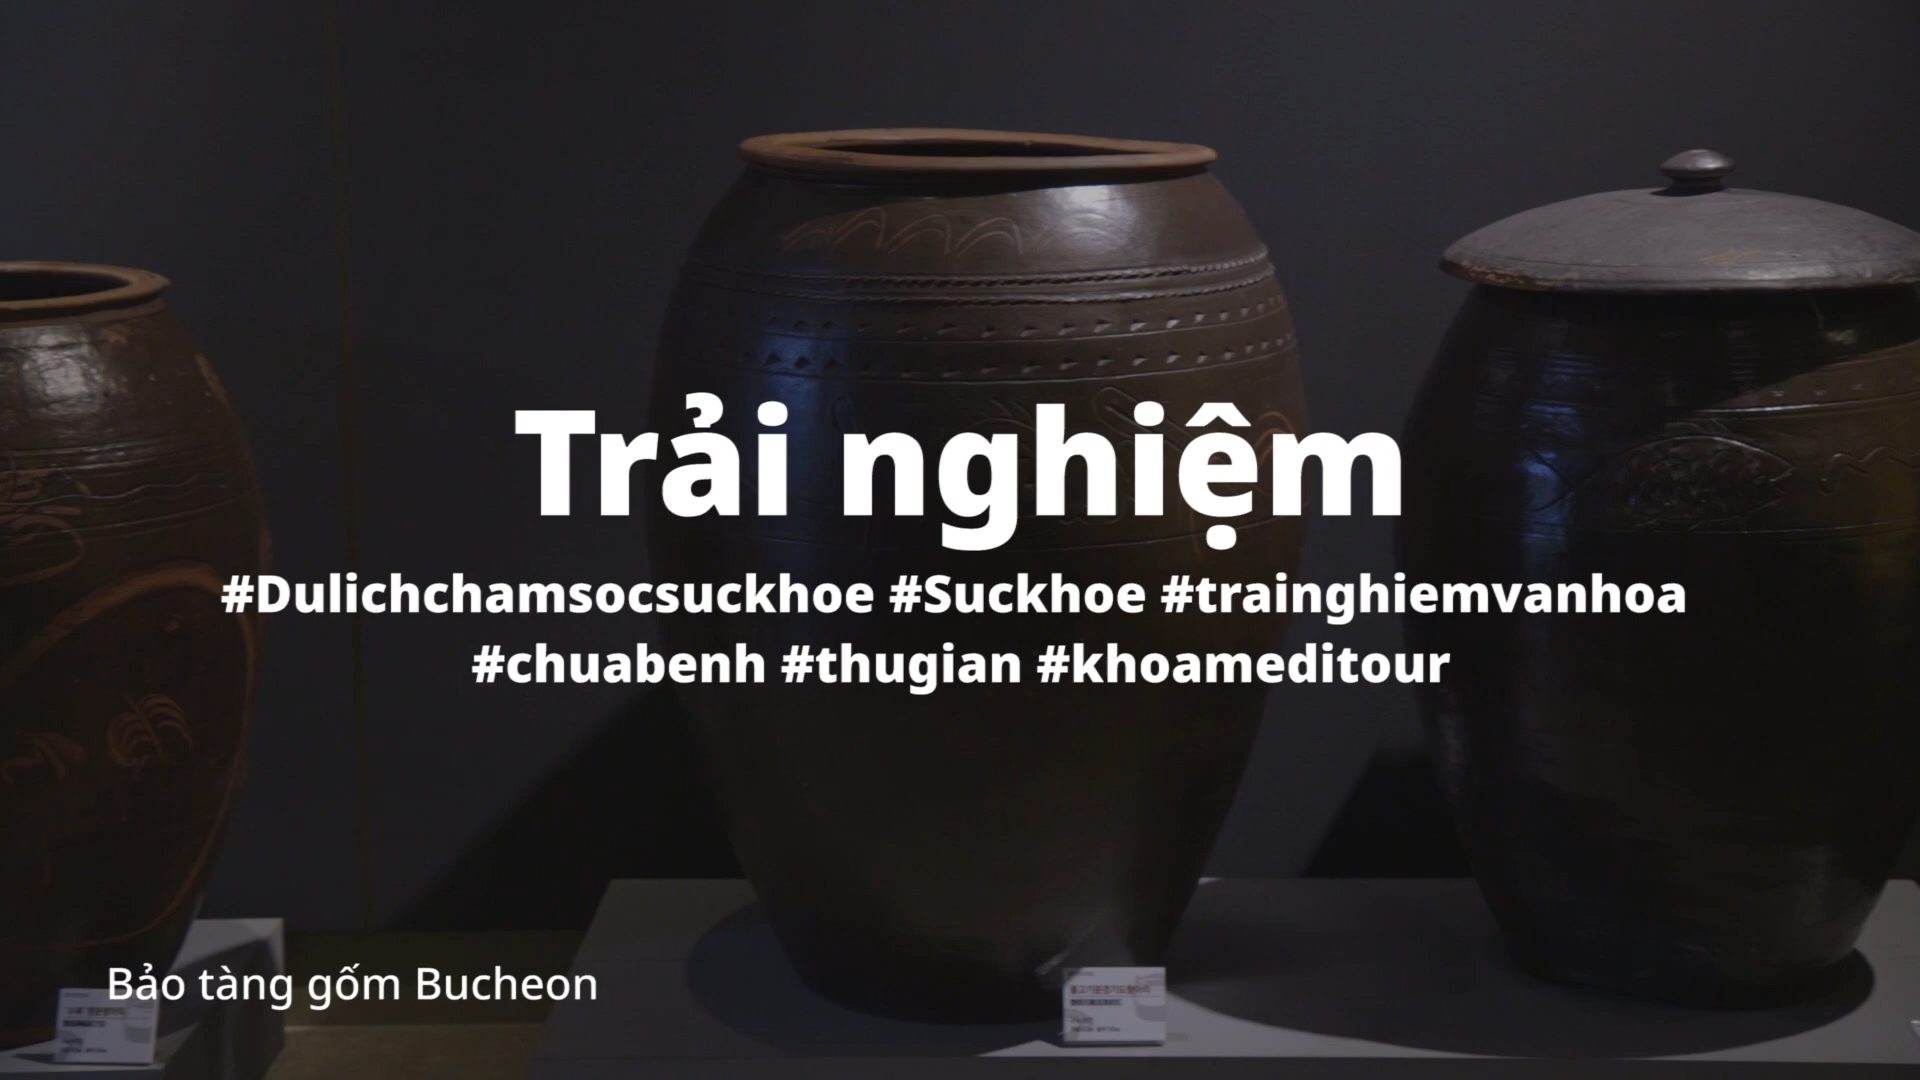 Trải nghiệm
#Dulichchamsocsuckhoe #Suckhoe #trainghiemvanhoa
#chuabenh #thugian #khoameditour
Bảo tàng gốm Bucheon